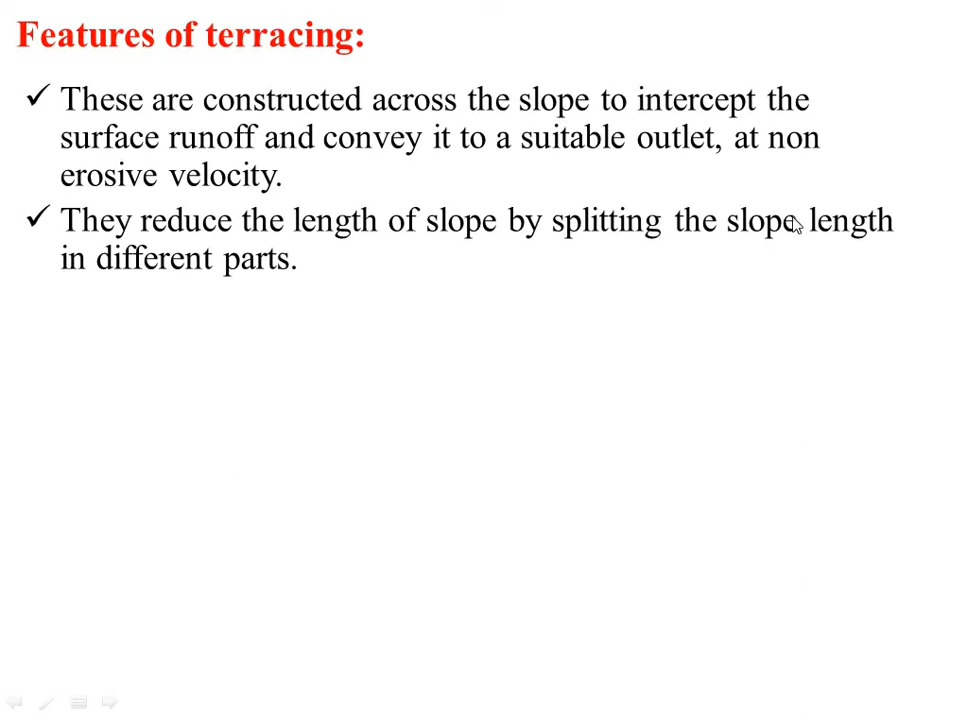 Features of terracing:
✓ These are constructed across the slope to intercept the
surface runoff and convey it to a suitable outlet, at non
erosive velocity.
✓ They reduce the length of slope by splitting the slope length
in different parts.